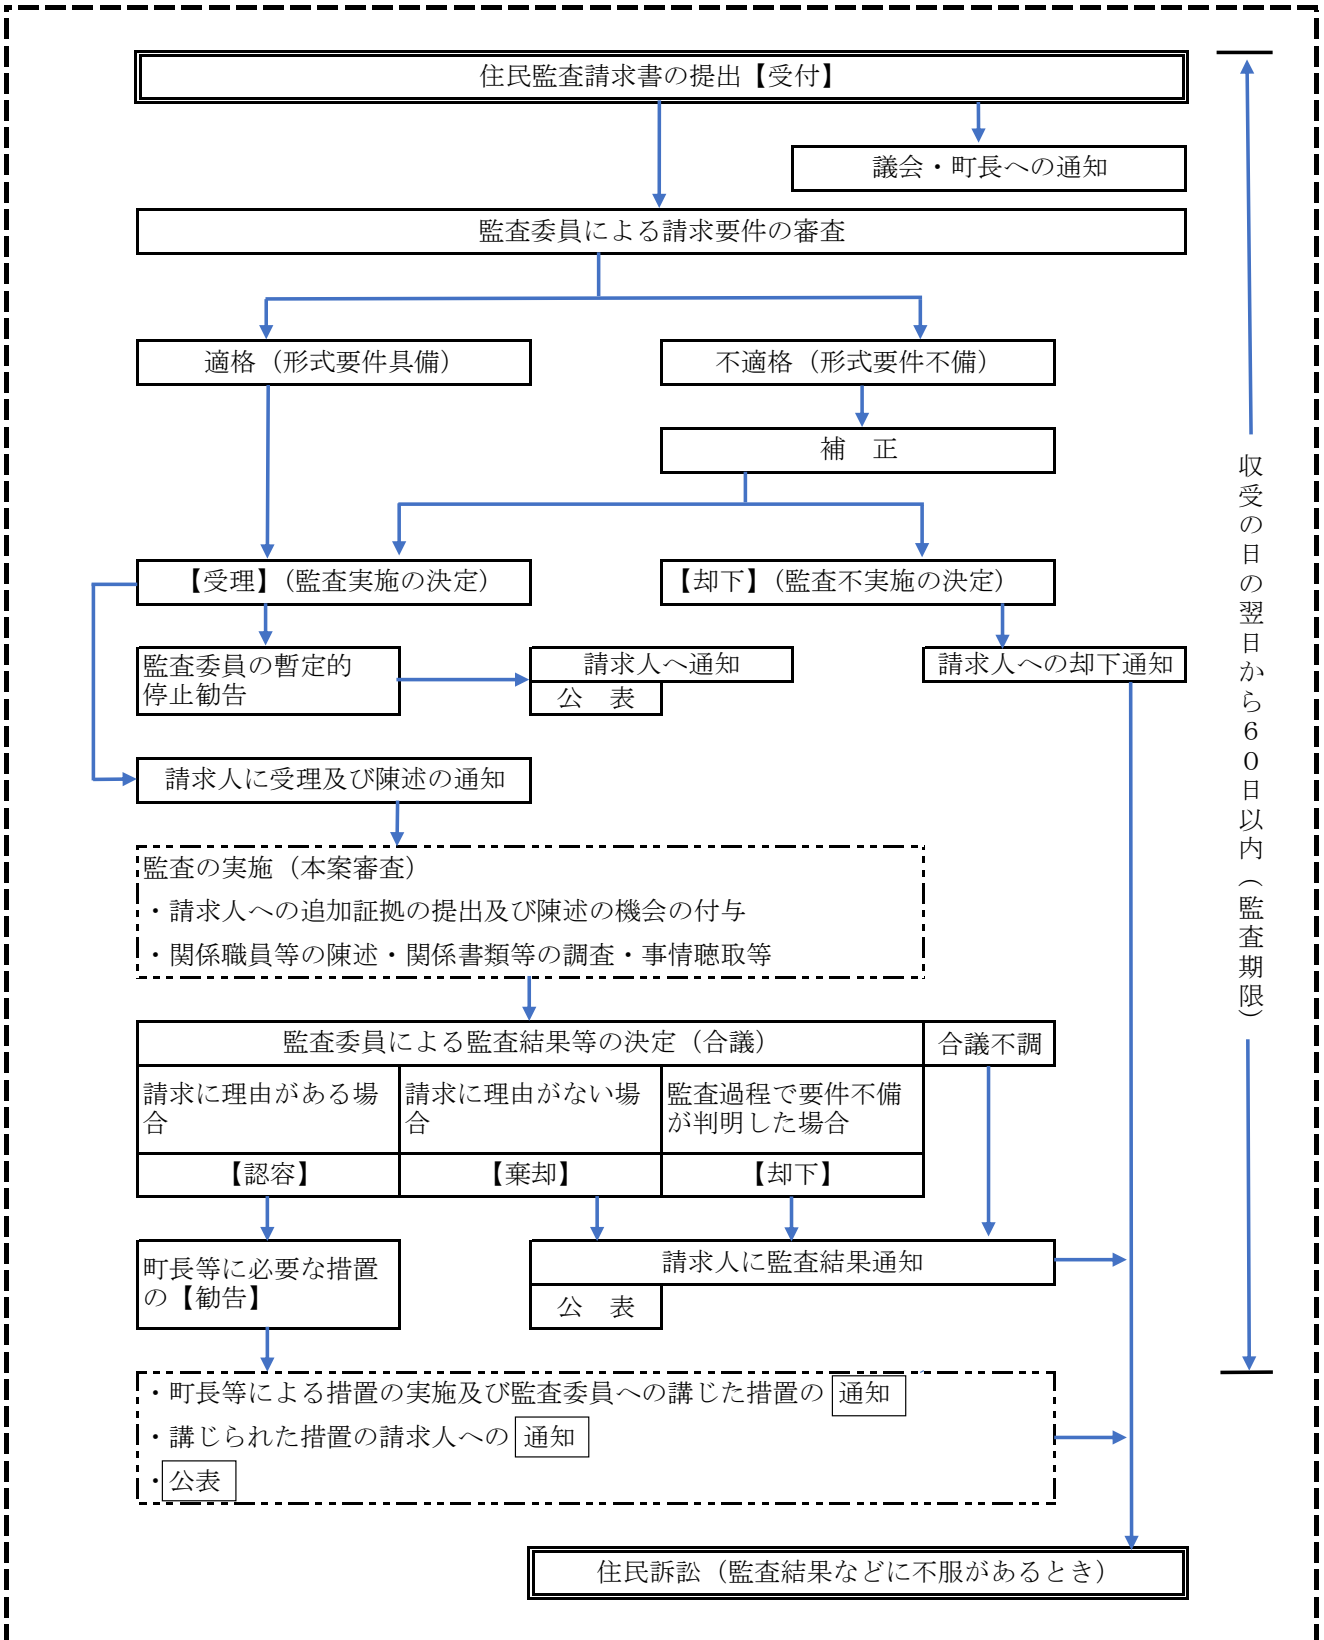 住民監査請求書の提出【受付】
議会・町長への通知
監査委員による請求要件の審査
適格（形式要件具備）
不適格（形式要件不備）
補　正
【受理】（監査実施の決定）
【却下】（監査不実施の決定）
監査委員の暫定的
停止勧告
請求人へ通知
公　表
請求人への却下通知
請求人に受理及び陳述の通知
監査の実施（本案審査）
・請求人への追加証拠の提出及び陳述の機会の付与
・関係職員等の陳述・関係書類等の調査・事情聴取等
監査委員による監査結果等の決定（合議）
合議不調
請求に理由がある場
合
請求に理由がない場
合
監査過程で要件不備
が判明した場合
【認容】
【棄却】
【却下】
町長等に必要な措置
の【勧告】
請求人に監査結果通知
公　表
・町長等による措置の実施及び監査委員への講じた措置の 通知
・講じられた措置の請求人への 通知
・公表
住民訴訟（監査結果などに不服があるとき）
収受の日の翌日から６０日以内（監査期限）